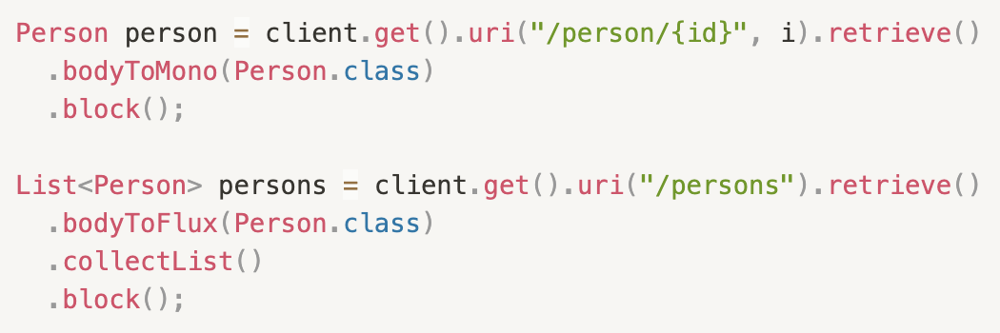 Person person = client.get().uri("/person/{id}", i).retrieve()
  .bodyToMono(Person.class)
  .block();

List<Person> persons = client.get().uri("/persons").retrieve()
  .bodyToFlux(Person.class)
  .collectList()
  .block();